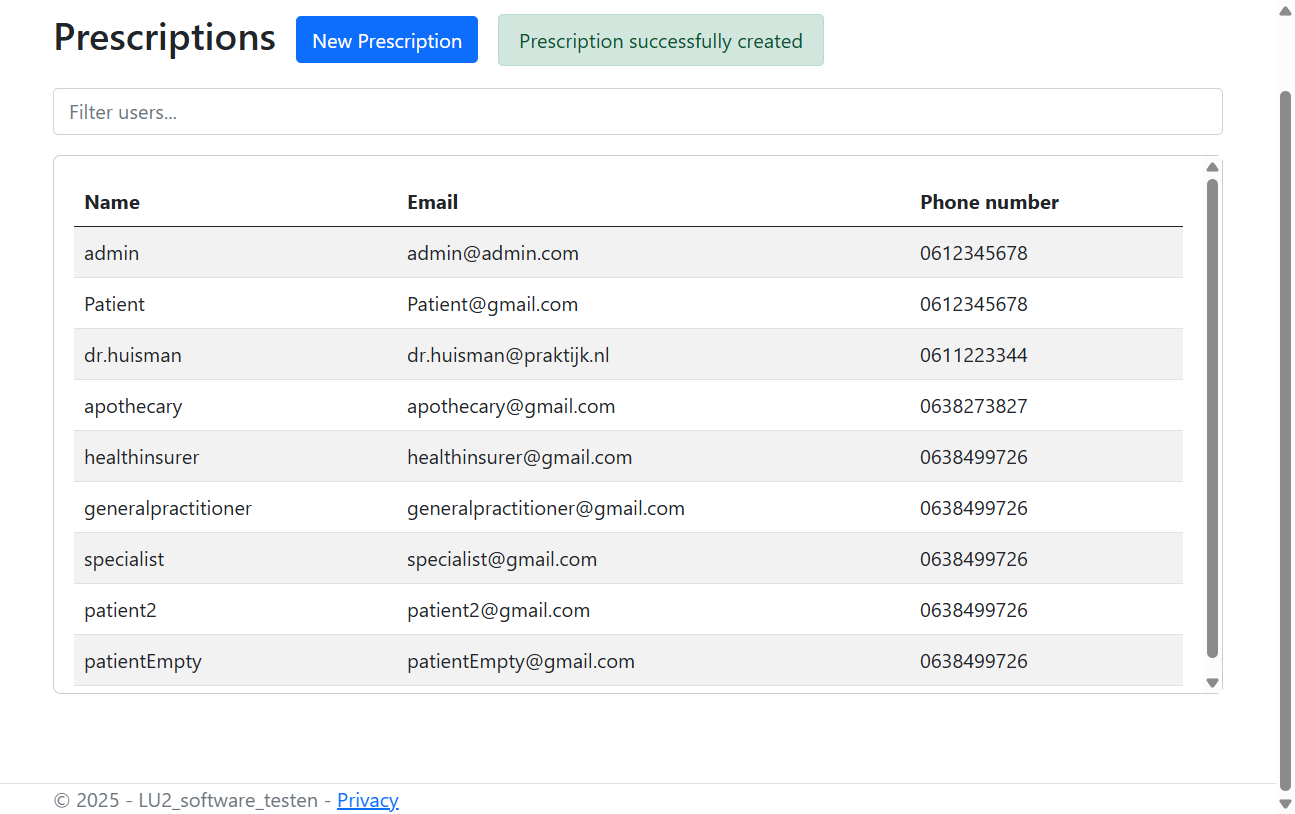 Prescriptions New Prescription Prescription successfully created
Filter users...
Name Email Phone number
admin admin@admin.com 0612345678
Patient Patient@gmail.com 0612345678
dr.huisman dr.huisman@praktijk.nl 0611223344
apothecary apothecary@gmail.com 0638273827
healthinsurer healthinsurer@gmail.com 0638499726
generalpractitioner generalpractitioner@gmail.com 0638499726
specialist specialist@gmail.com 0638499726
patient2 patient2@gmail.com 0638499726
patientEmpty patientEmpty@gmail.com 0638499726
© 2025 - LU2_software_testen - Privacy